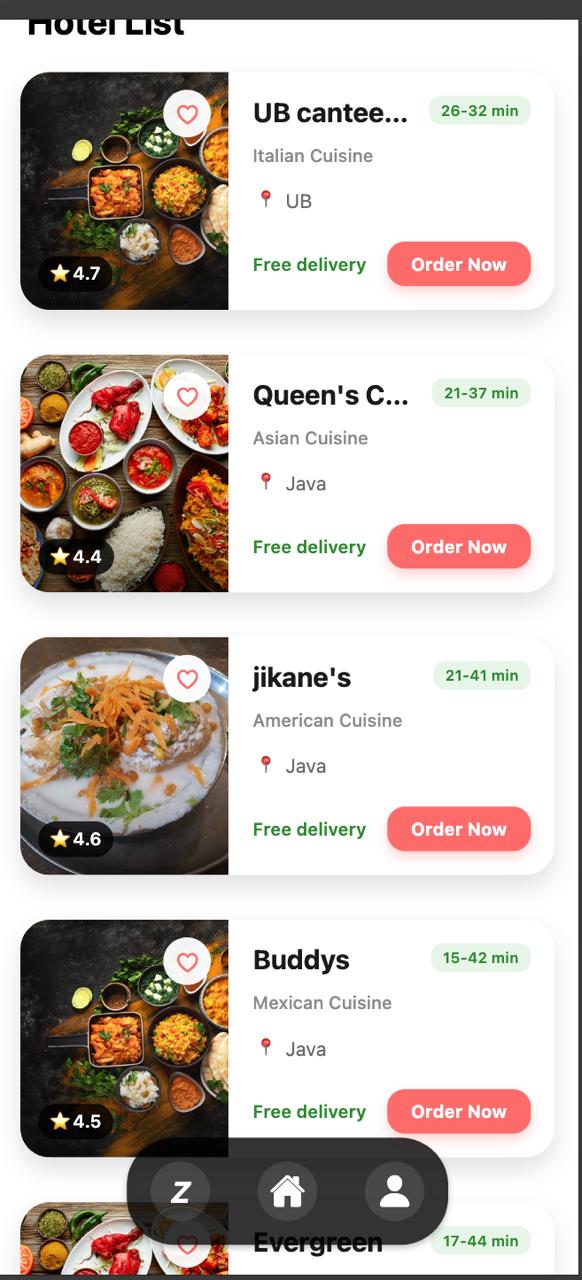 Hotel List
UB cantee...
26-32 min
Italian Cuisine
📍 UB
⭐4.7
Free delivery
Order Now
Queen's C...
21-37 min
Asian Cuisine
📍 Java
⭐4.4
Free delivery
Order Now
jikane's
21-41 min
American Cuisine
📍 Java
⭐4.6
Free delivery
Order Now
Buddys
15-42 min
Mexican Cuisine
📍 Java
⭐4.5
Free delivery
Order Now
Z
Evergreen
17-44 min